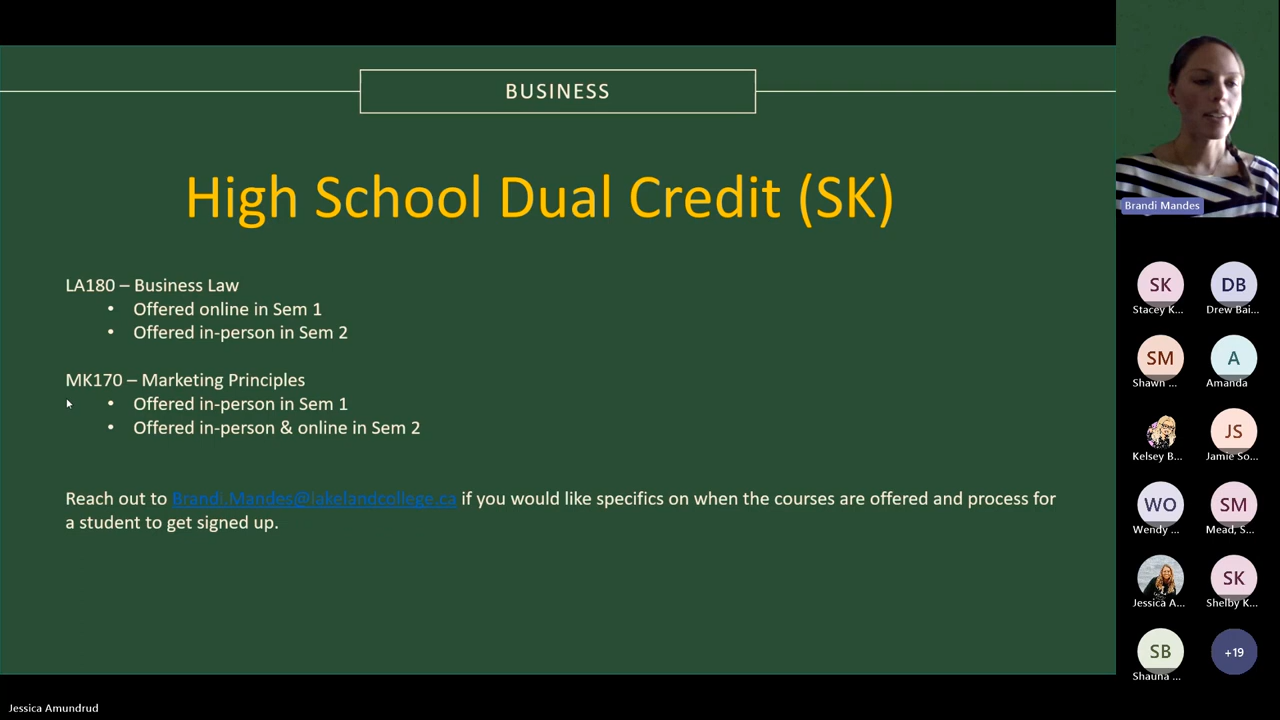 BUSINESS
High School Dual Credit (SK)
LA180 – Business Law
• Offered online in Sem 1
• Offered in-person in Sem 2
MK170 – Marketing Principles
• Offered in-person in Sem 1
• Offered in-person & online in Sem 2
Reach out to Brandi.Mandes@lakelandcollege.ca if you would like specifics on when the courses are offered and process for
a student to get signed up.
Brandi Mandes
SK
DB
Stacey K...
Drew Bai...
SM
A
Shawn ...
Amanda
JS
Kelsey B...
Jamie So...
WO
SM
Wendy ...
Mead, S...
SK
Jessica A...
Shelby K...
SB
+19
Shauna ...
Jessica Amundrud